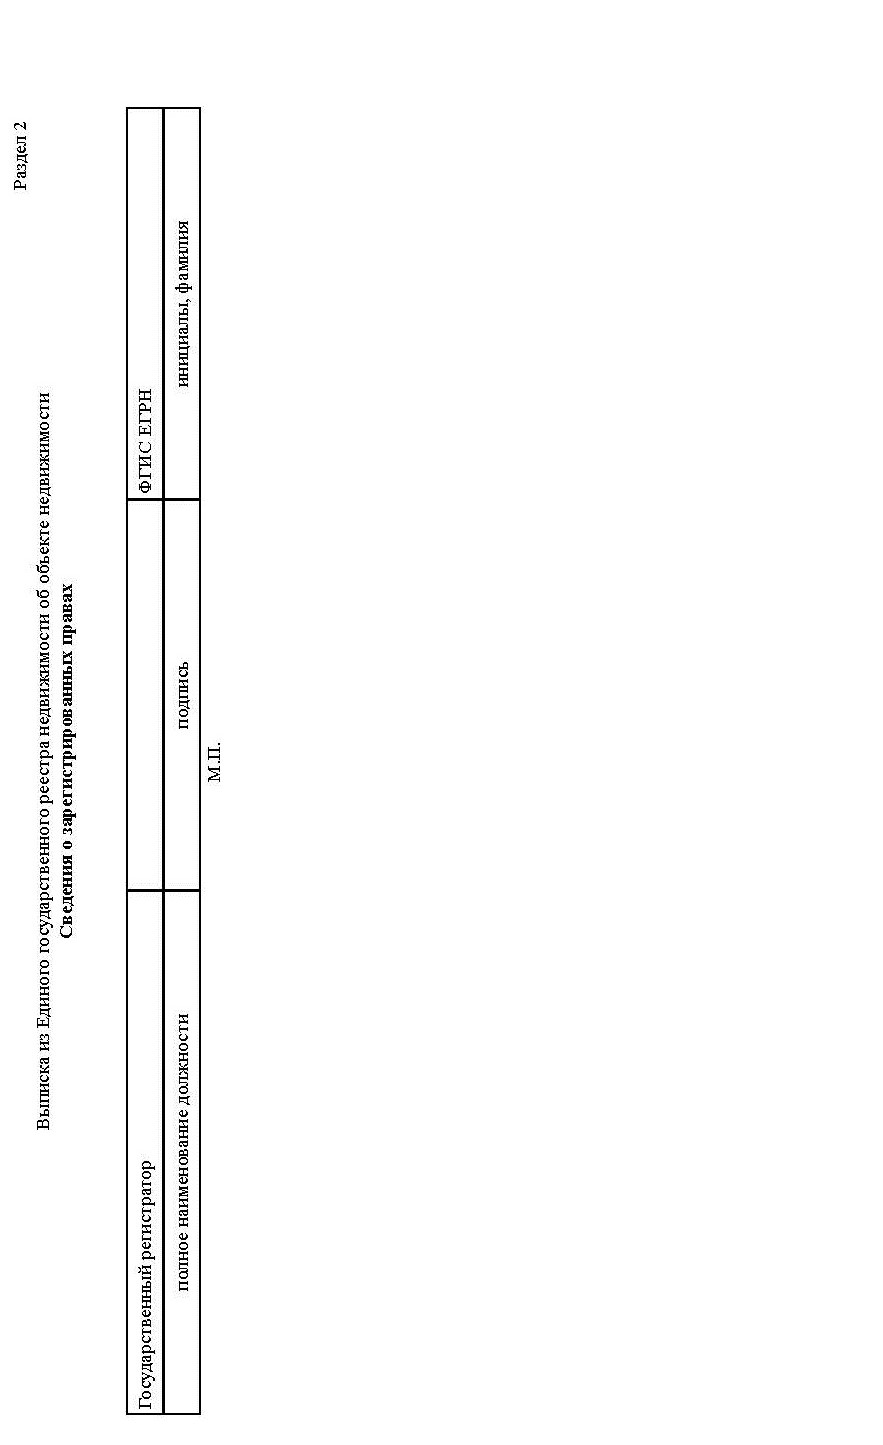 Раздел 2
Выписка из Единого государственного реестра недвижимости об объекте недвижимости
Сведения о зарегистрированных правах
Государственный регистратор ФГИС ЕГРН
полное наименование должности подпись инициалы, фамилия
М.П.